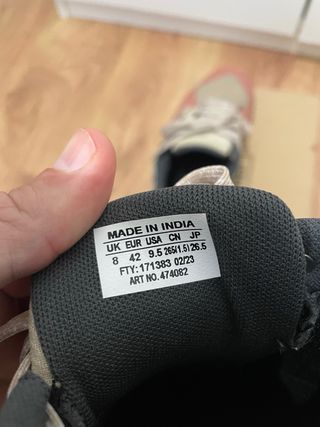 MADE IN INDIA
UK EUR USA CN JP
8 42 9.5 265(1.5) 26.5
FTY: 171383 02/23
ART NO. 474082